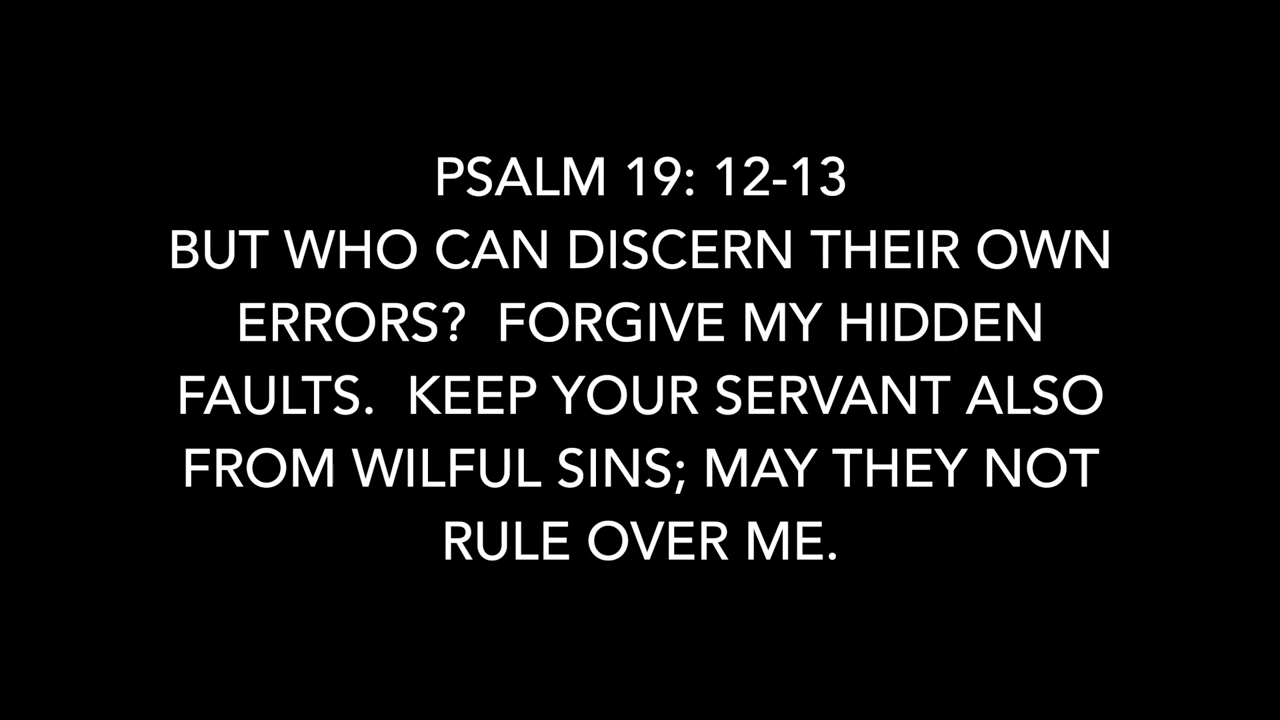 PSALM 19: 12-13
BUT WHO CAN DISCERN THEIR OWN
ERRORS?  FORGIVE MY HIDDEN
FAULTS.  KEEP YOUR SERVANT ALSO
FROM WILFUL SINS; MAY THEY NOT
RULE OVER ME.